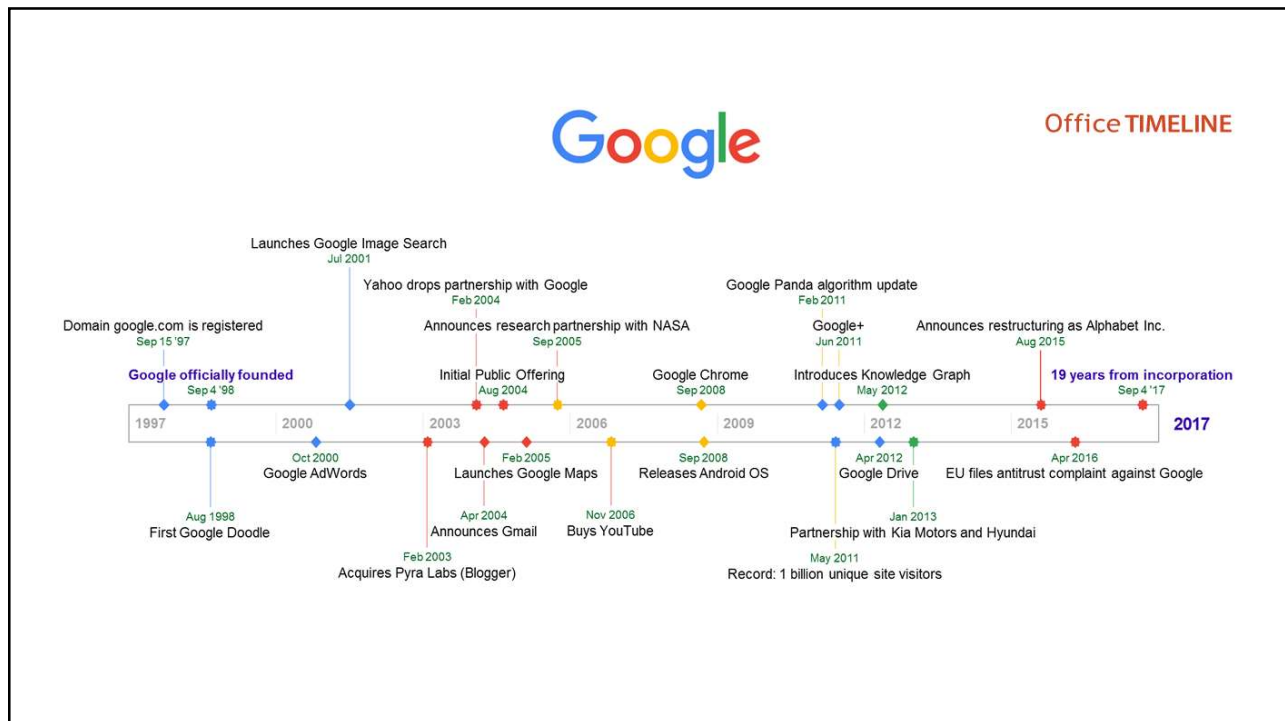 Google
Office TIMELINE
Launches Google Image Search
Jul 2001
Yahoo drops partnership with Google
Feb 2004
Google Panda algorithm update
Feb 2011
Domain google.com is registered
Sep 15 '97
Announces research partnership with NASA
Sep 2005
Google+
Jun 2011
Announces restructuring as Alphabet Inc.
Aug 2015
Google officially founded
Sep 4 '98
Initial Public Offering
Aug 2004
Google Chrome
Sep 2008
Introduces Knowledge Graph
May 2012
19 years from incorporation
Sep 4 '17
1997
2000
2003
2006
2009
2012
2015
2017
Oct 2000
Google AdWords
Feb 2005
Launches Google Maps
Sep 2008
Releases Android OS
Apr 2012
Google Drive
Apr 2016
EU files antitrust complaint against Google
Aug 1998
First Google Doodle
Apr 2004
Announces Gmail
Nov 2006
Buys YouTube
Jan 2013
Partnership with Kia Motors and Hyundai
Feb 2003
Acquires Pyra Labs (Blogger)
May 2011
Record: 1 billion unique site visitors